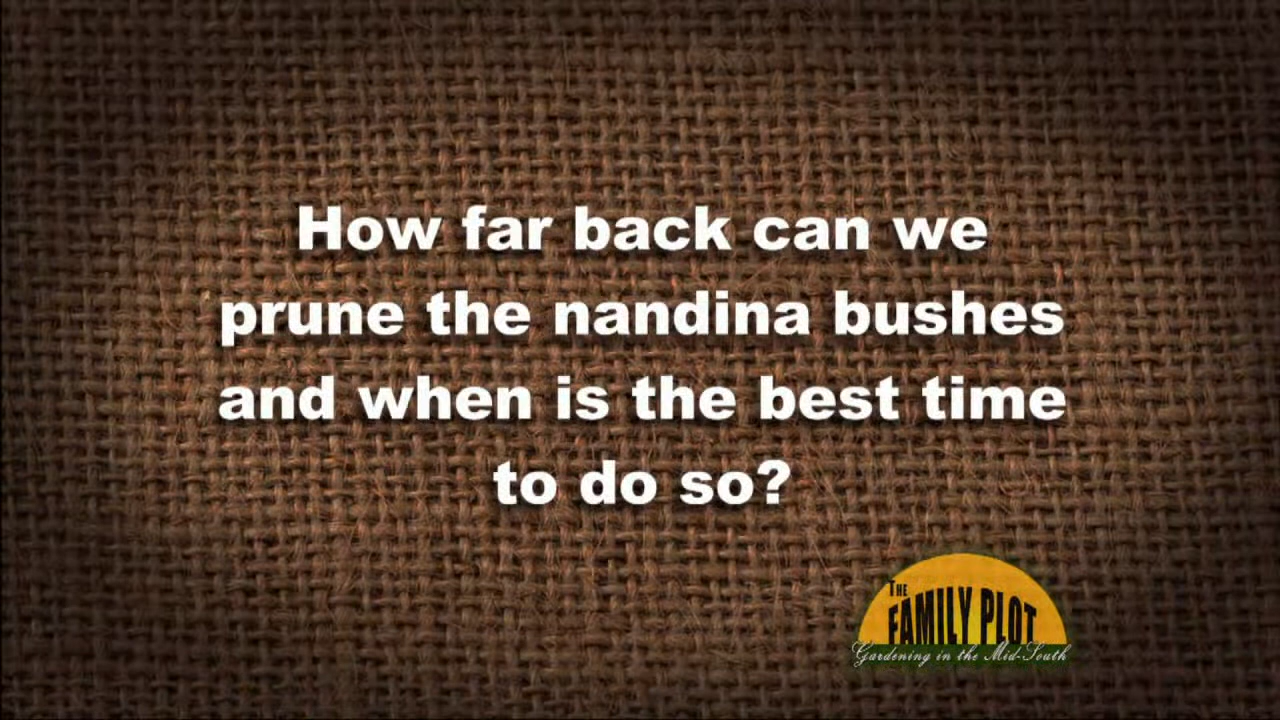 How far back can we
prune the nandina bushes
and when is the best time
to do so?
THE
FAMILY PLOT
Gardening in the Mid-South